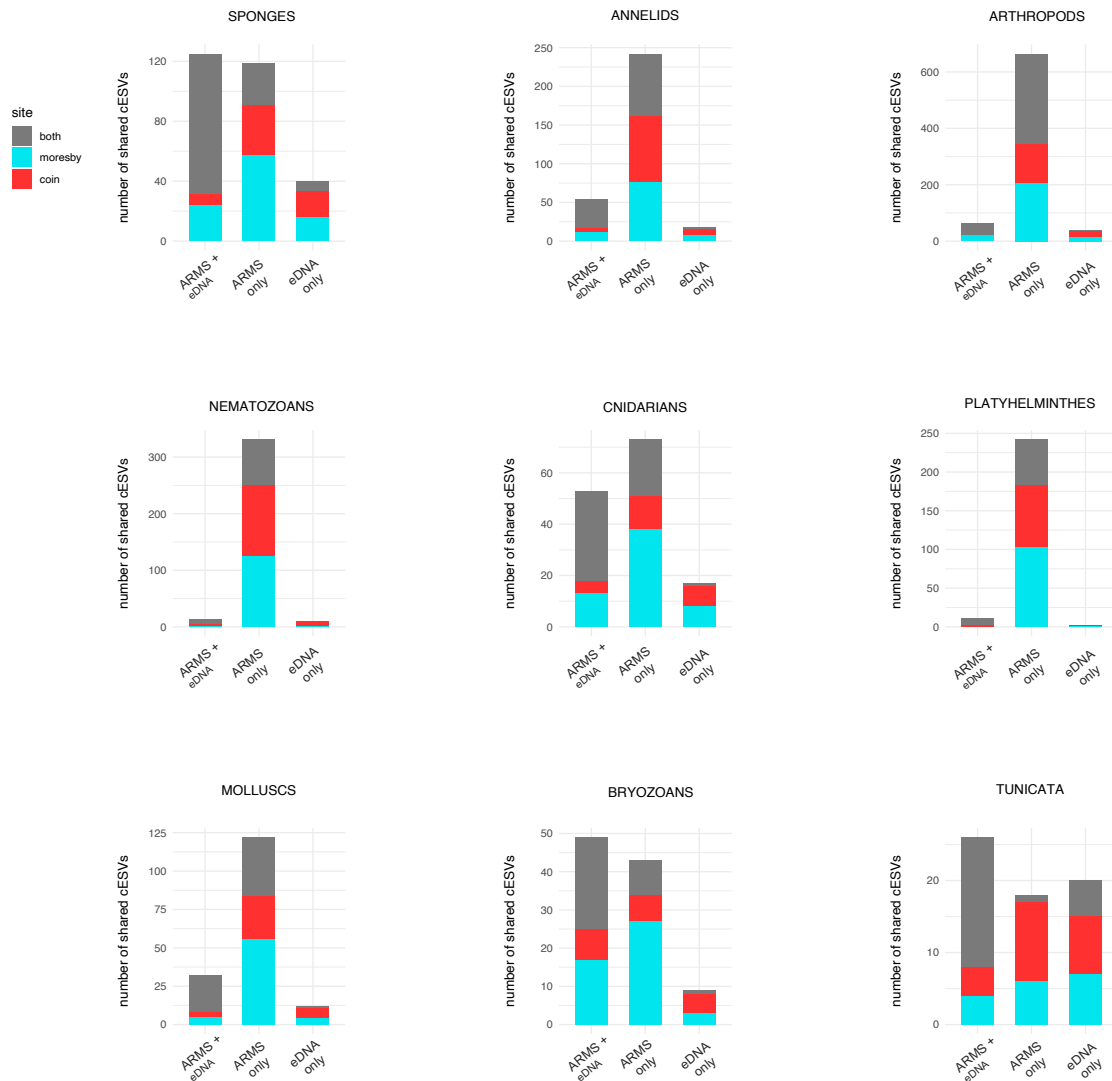 SPONGES
ANNELIDS
ARTHROPODS
site
both
moresby
coin
number of shared cESVs
120
80
40
0
ARMS +
eDNA
ARMS
only
eDNA
only
number of shared cESVs
250
200
150
100
50
0
ARMS +
eDNA
ARMS
only
eDNA
only
number of shared cESVs
600
400
200
0
ARMS +
eDNA
ARMS
only
eDNA
only
NEMATOZOANS
CNIDARIANS
PLATYHELMINTHES
number of shared cESVs
300
200
100
0
ARMS +
eDNA
ARMS
only
eDNA
only
number of shared cESVs
60
40
20
0
ARMS +
eDNA
ARMS
only
eDNA
only
number of shared cESVs
250
200
150
100
50
0
ARMS +
eDNA
ARMS
only
eDNA
only
MOLLUSCS
BRYOZOANS
TUNICATA
number of shared cESVs
125
100
75
50
25
0
ARMS +
eDNA
ARMS
only
eDNA
only
number of shared cESVs
50
40
30
20
10
0
ARMS +
eDNA
ARMS
only
eDNA
only
number of shared cESVs
20
10
0
ARMS +
eDNA
ARMS
only
eDNA
only